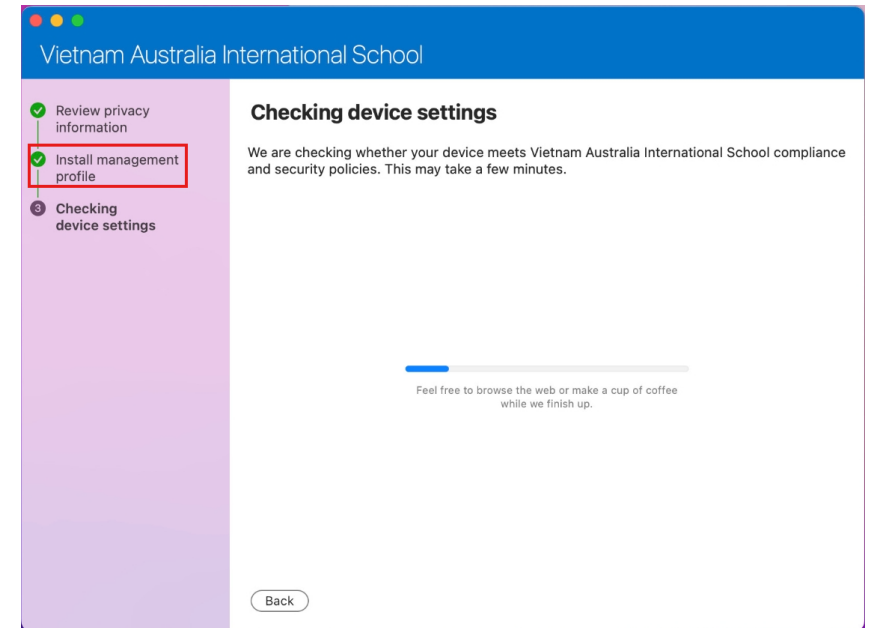 Vietnam Australia International School
Review privacy
information
Install management
profile
3 Checking
device settings
Checking device settings
We are checking whether your device meets Vietnam Australia International School compliance
and security policies. This may take a few minutes.
Feel free to browse the web or make a cup of coffee
while we finish up.
Back